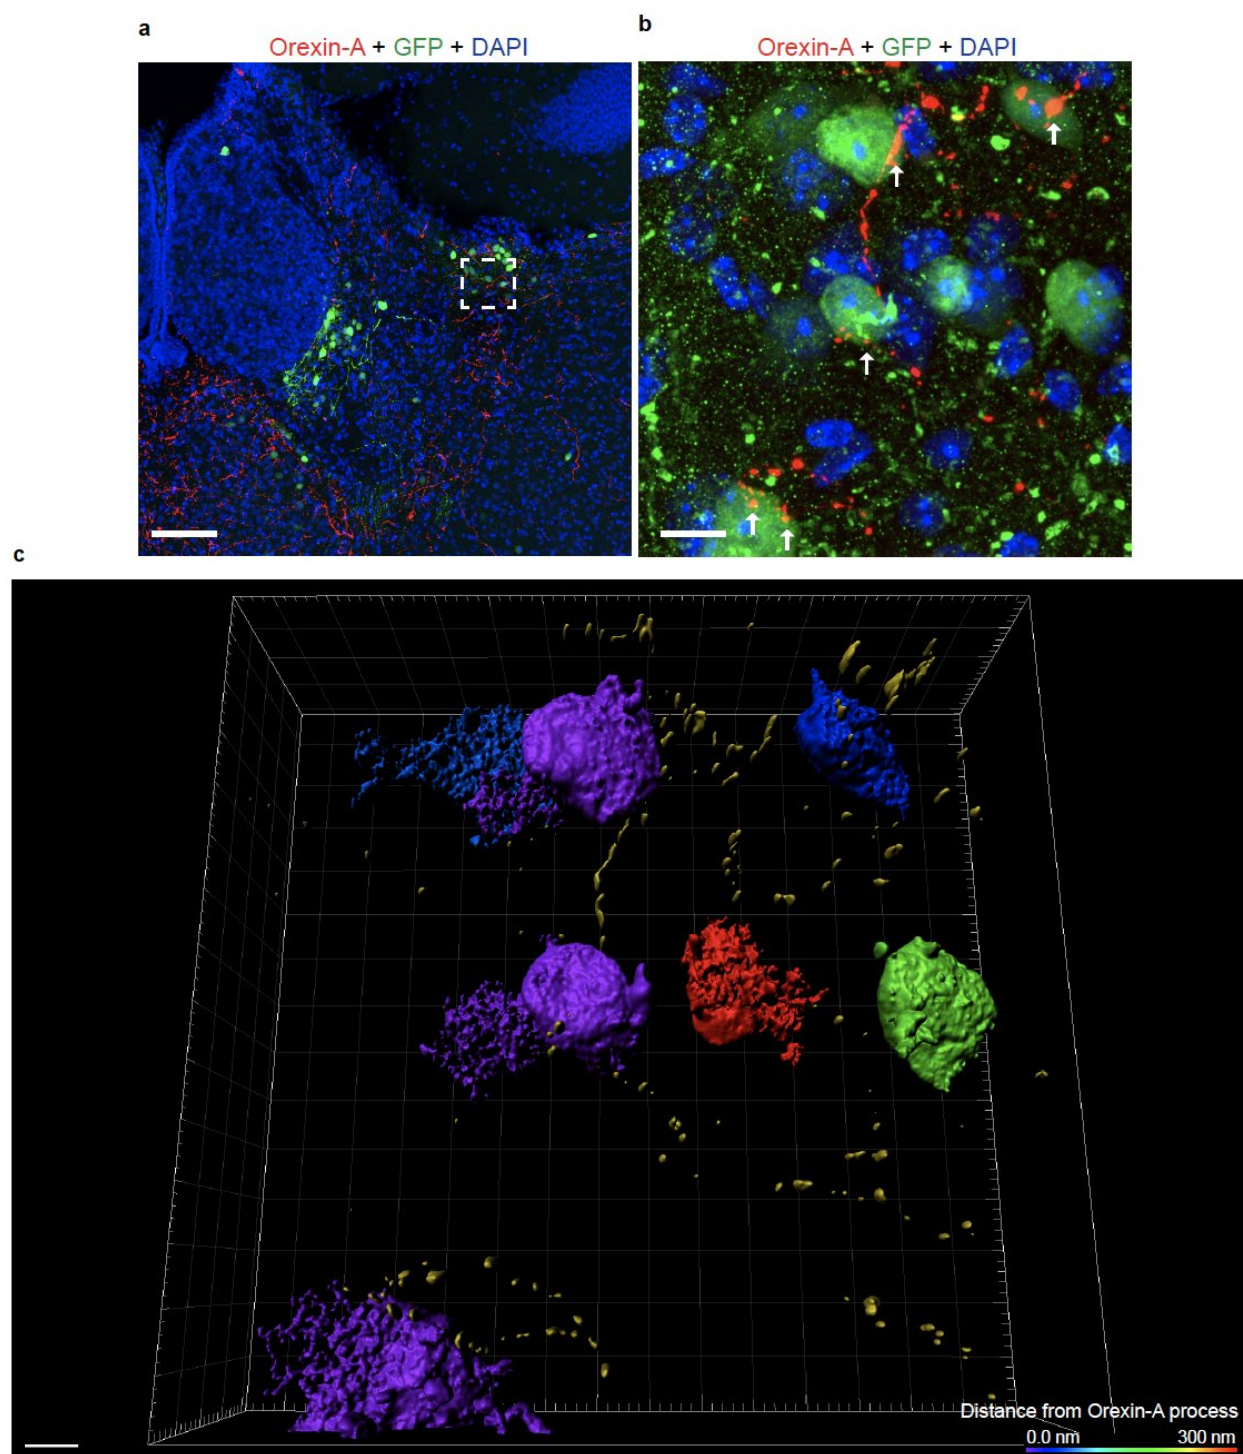 a
Orexin-A + GFP + DAPI
b
Orexin-A + GFP + DAPI
c
Distance from Orexin-A process
0.0 nm 300 nm